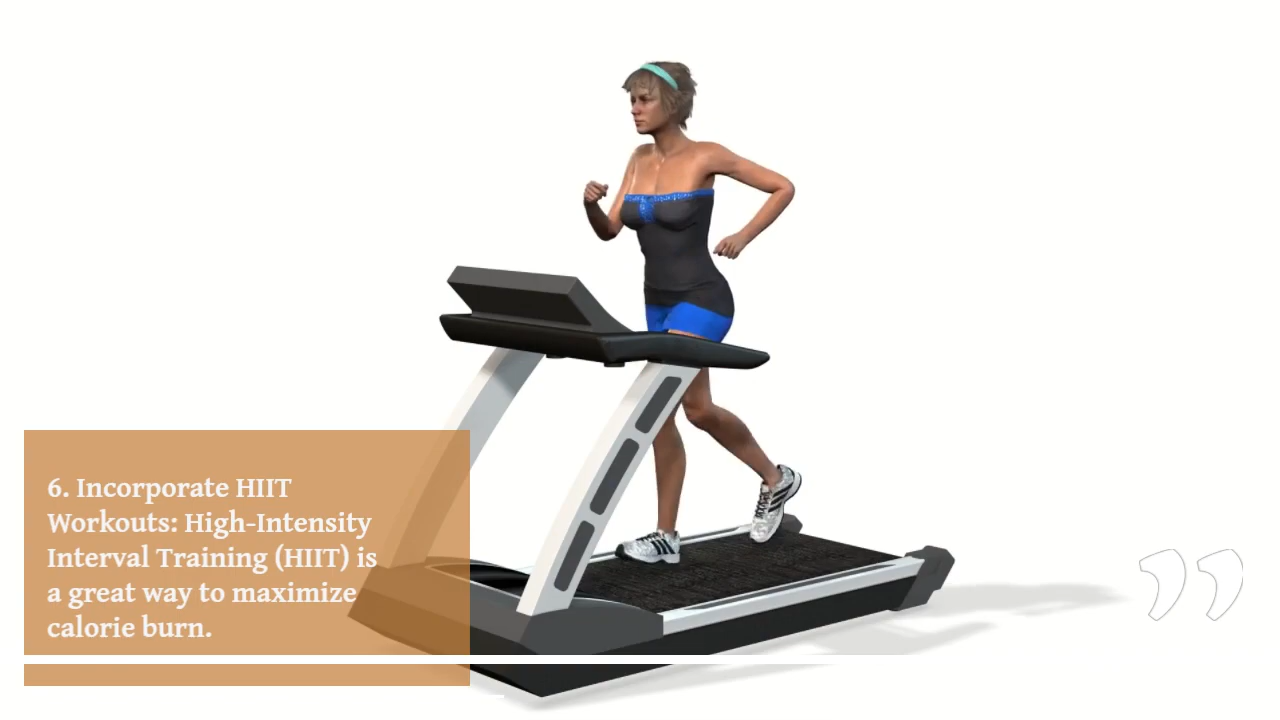 6. Incorporate HIIT
Workouts: High-Intensity
Interval Training (HIIT) is
a great way to maximize
calorie burn.